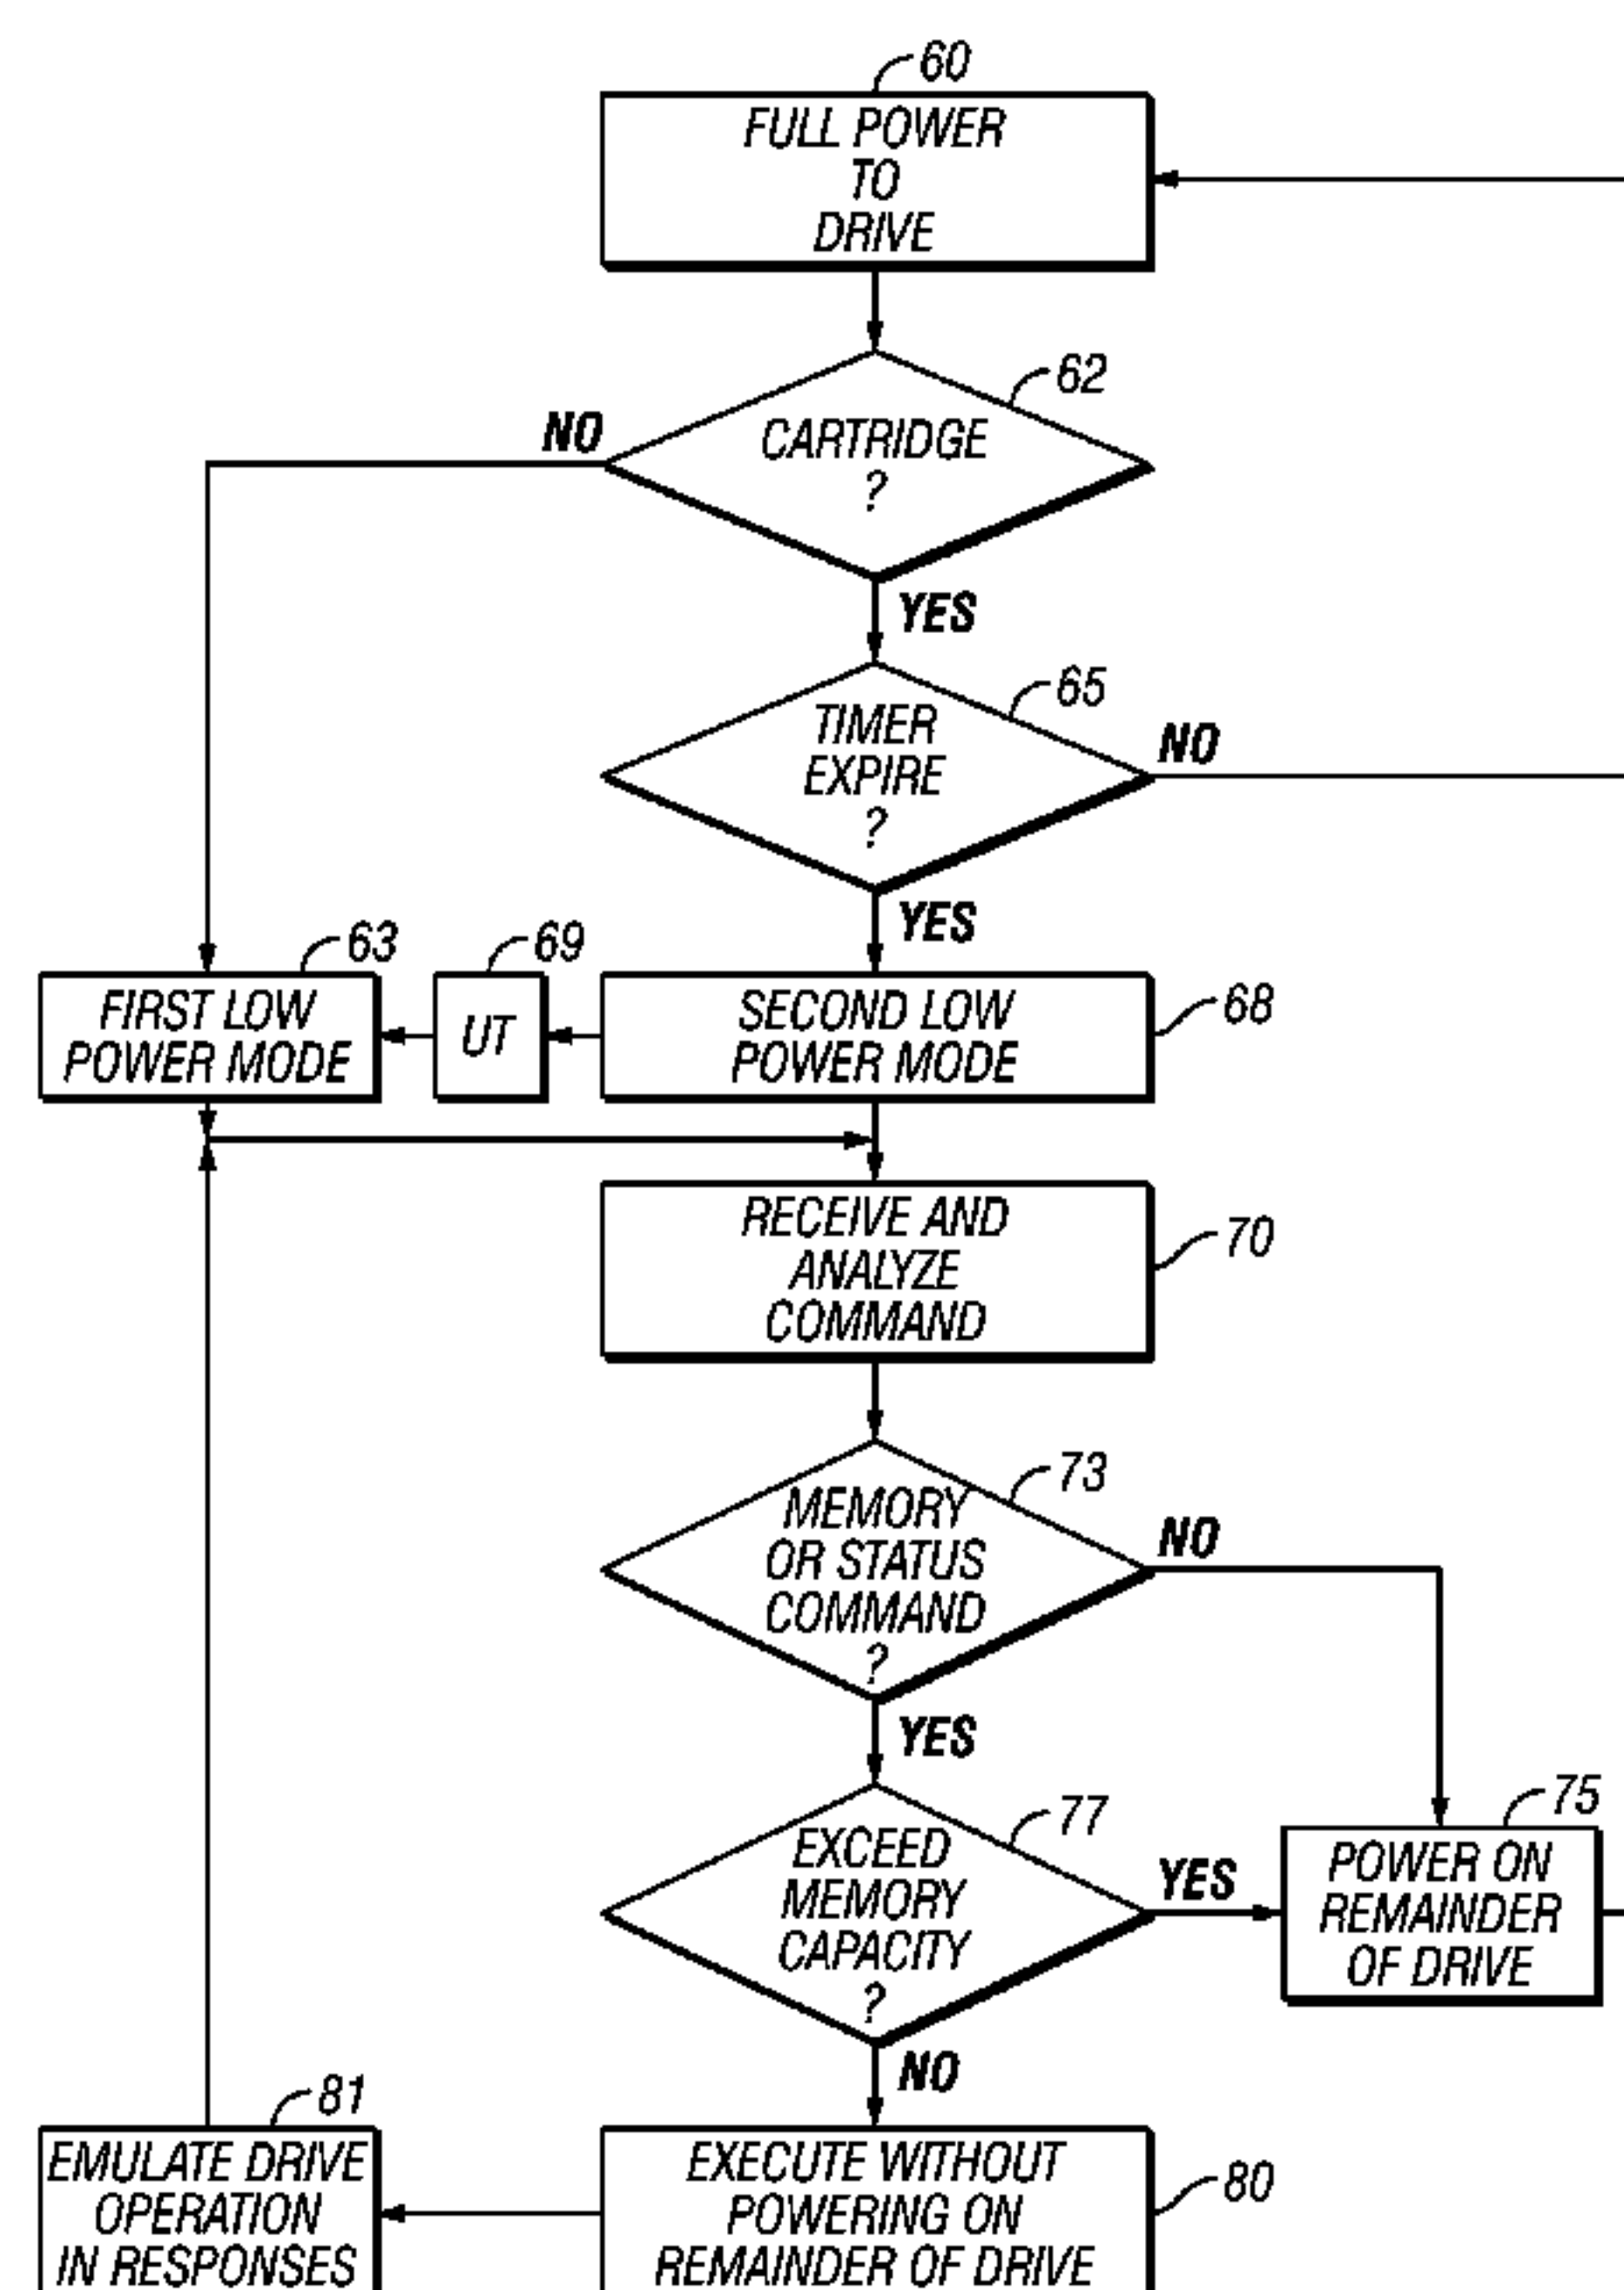 60
FULL POWER
TO
DRIVE
62
NO
CARTRIDGE
?
YES
65
TIMER
EXPIRE
?
NO
YES
63
FIRST LOW
POWER MODE
69
UT
SECOND LOW
POWER MODE
68
RECEIVE AND
ANALYZE
COMMAND
70
73
MEMORY
OR STATUS
COMMAND
?
NO
YES
77
EXCEED
MEMORY
CAPACITY
?
YES
75
POWER ON
REMAINDER
OF DRIVE
NO
81
EMULATE DRIVE
OPERATION
IN RESPONSES
EXECUTE WITHOUT
POWERING ON
REMAINDER OF DRIVE
80